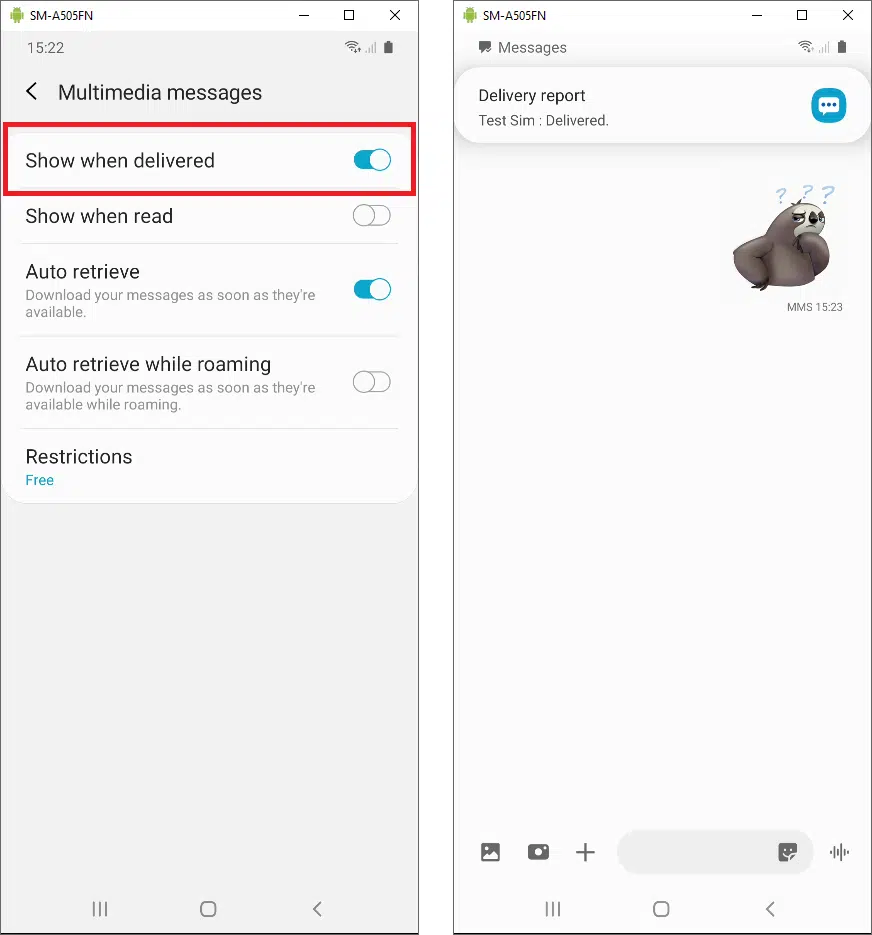 SM-A505FN
15:22
Multimedia messages
Show when delivered
Show when read
Auto retrieve
Download your messages as soon as they're
available.
Auto retrieve while roaming
Download your messages as soon as they're
available while roaming.
Restrictions
Free
SM-A505FN
Messages
Delivery report
Test Sim : Delivered.
? ? ?
MMS 15:23